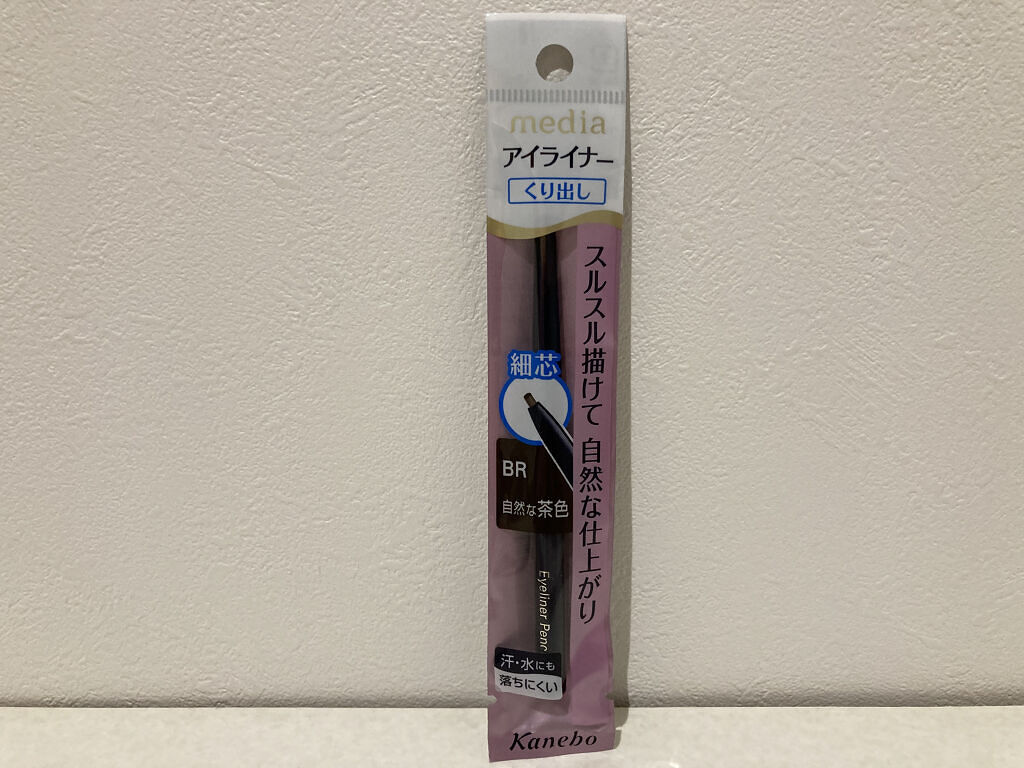 media
アイライナー
くり出し
スルスル描けて 自然な仕上がり
細芯
BR
自然な茶色
Eyeliner Penc
汗・水にも
落ちにくい
Kanebo